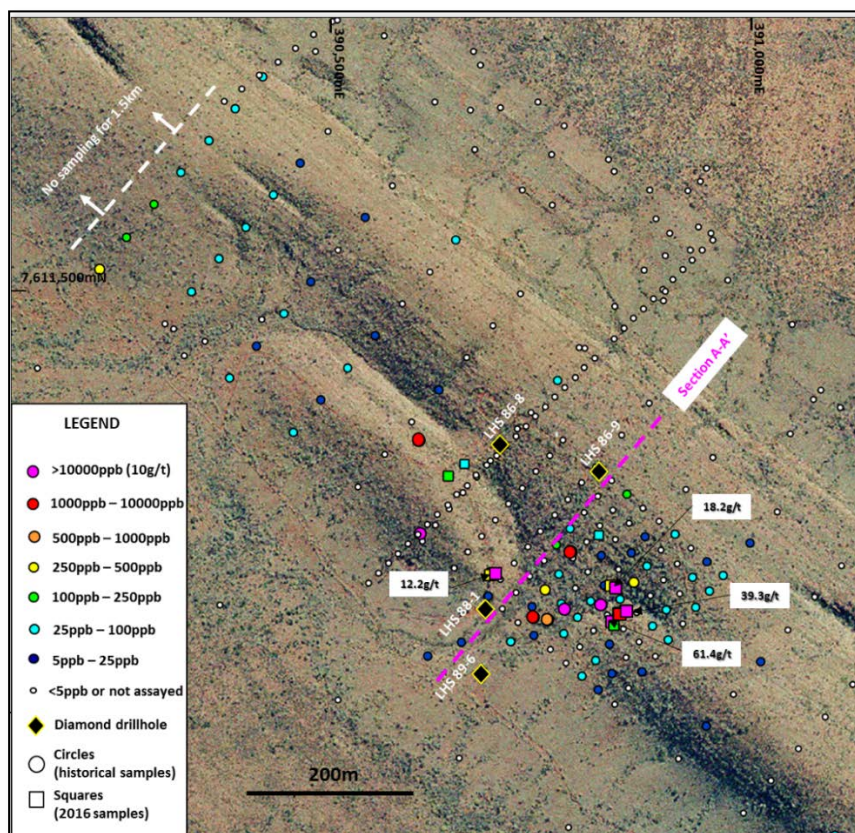 390,500mE
391,000mE
No sampling for 1.5km
7,611,500mN
Section A-A'
LHS 86-8
LHS 86-9
18.2g/t
12.2g/t
39.3g/t
LHS 88-1
61.4g/t
LHS 89-6
200m
LEGEND
>10000ppb (10g/t)
1000ppb – 10000ppb
500ppb – 1000ppb
250ppb – 500ppb
100ppb – 250ppb
25ppb – 100ppb
5ppb – 25ppb
<5ppb or not assayed
Diamond drillhole
Circles
(historical samples)
Squares
(2016 samples)